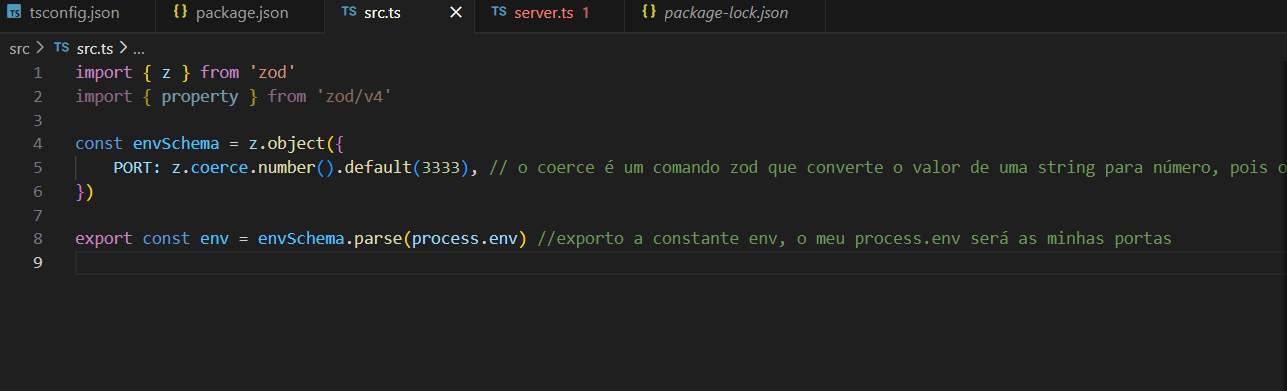 TS tsconfig.json {} package.json TS src.ts × TS server.ts 1 {} package-lock.json
src > TS src.ts > ...
1 import { z } from 'zod'
2 import { property } from 'zod/v4'
3
4 const envSchema = z.object({
5 PORT: z.coerce.number().default(3333), // o coerce é um comando zod que converte o valor de uma string para número, pois o
6 })
7
8 export const env = envSchema.parse(process.env) //exporto a constante env, o meu process.env será as minhas portas
9